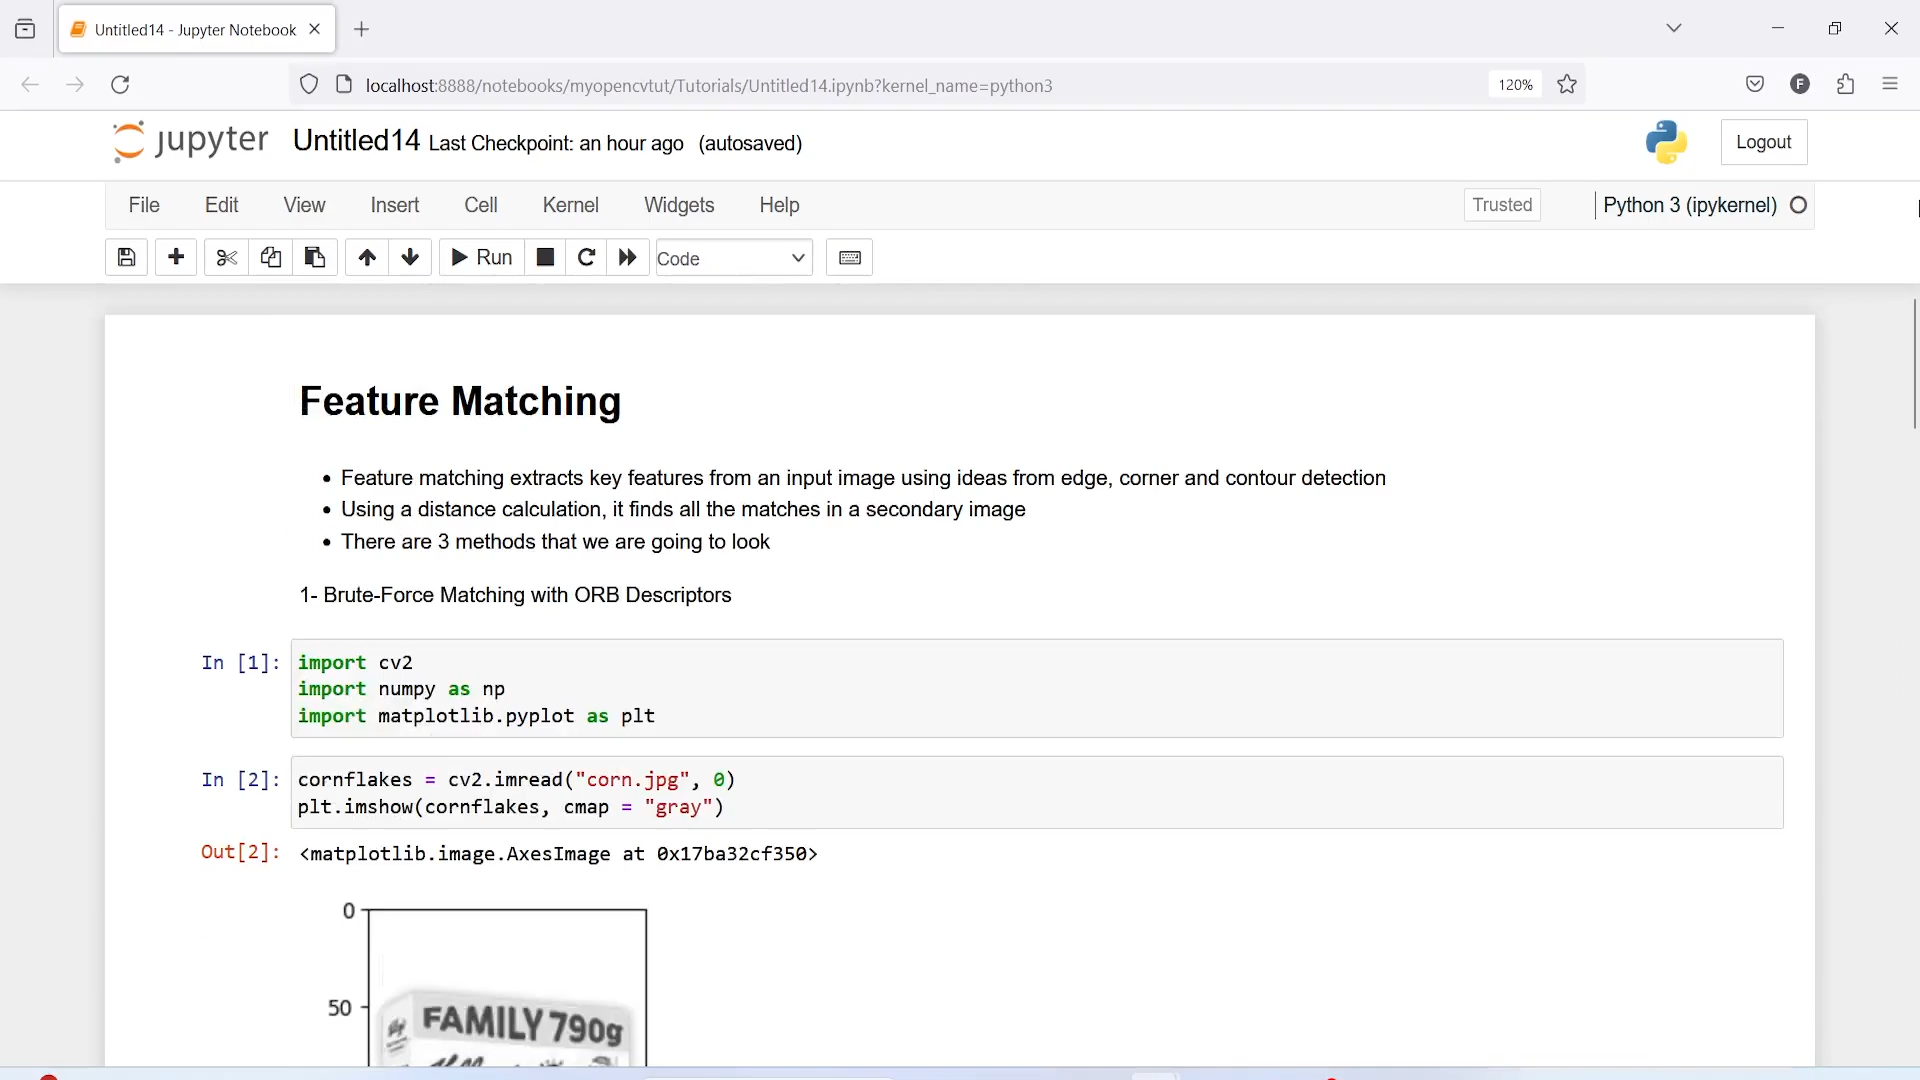 Untitled14 - Jupyter Notebook
localhost:8888/notebooks/myopencvtut/Tutorials/Untitled14.ipynb?kernel_name=python3
120%
F
jupyter Untitled14 Last Checkpoint: an hour ago (autosaved)
Logout
File Edit View Insert Cell Kernel Widgets Help
Trusted
Python 3 (ipykernel)
Run
Code
Feature Matching
• Feature matching extracts key features from an input image using ideas from edge, corner and contour detection
• Using a distance calculation, it finds all the matches in a secondary image
• There are 3 methods that we are going to look
1- Brute-Force Matching with ORB Descriptors
In [1]: import cv2
import numpy as np
import matplotlib.pyplot as plt
In [2]: cornflakes = cv2.imread("corn.jpg", 0)
plt.imshow(cornflakes, cmap = "gray")
Out[2]: <matplotlib.image.AxesImage at 0x17ba32cf350>
0
50
FAMILY 790g